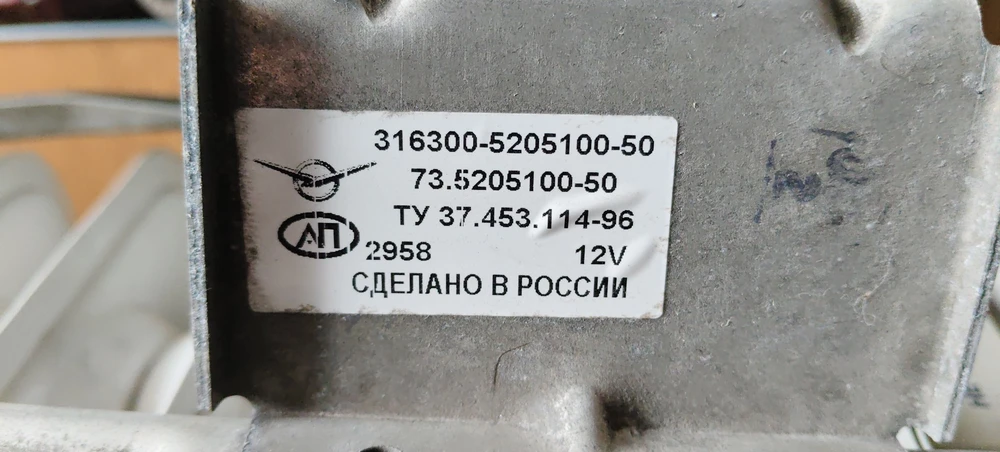 316300-5205100-50
73.5205100-50
ТУ 37.453.114-96
АП 2958 12V
СДЕЛАНО В РОССИИ